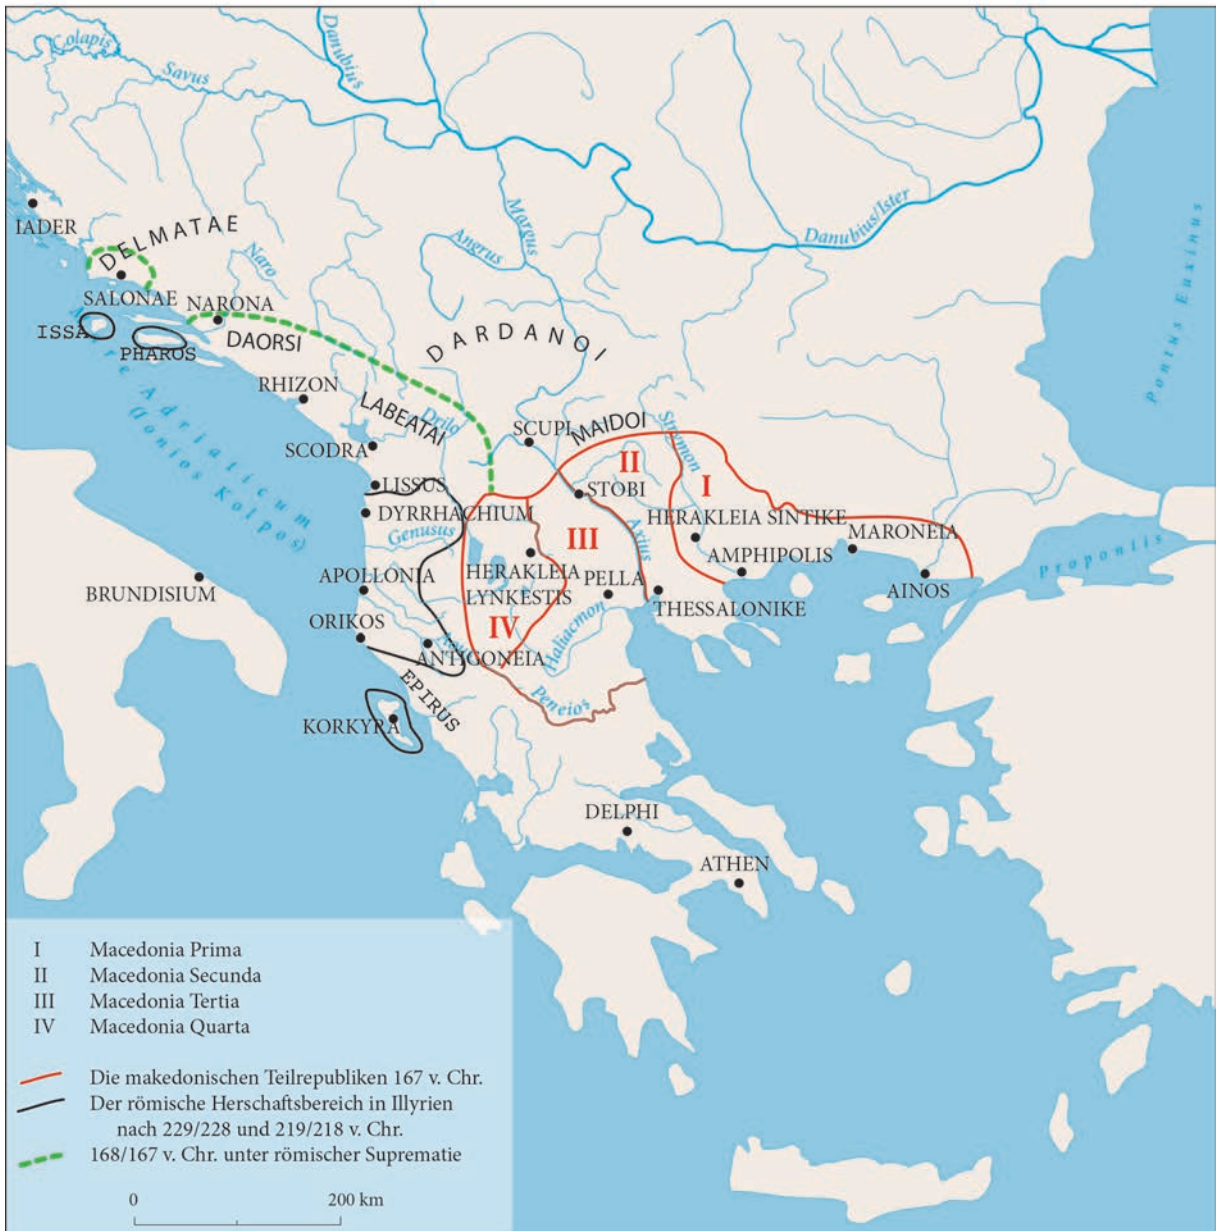 Colapis
Savus
Danubius
Danubius/Ister
Margus
Angrus
Naro
Pontus Euxinus
IADER
DELMATAE
SALONAE
NARONA
ISSA
PHAROS
DAORSI
DARDANOI
RHIZON
LABEATAI
Drilo
SCUPI
MAIDOI
Strymon
SCODRA
II
I
LISSUS
STOBI
Mare Adriaticum
(Ionios Kolpos)
DYRRHACHIUM
Genusus
III
Axius
HERAKLEIA SINTIKE
MARONEIA
AMPHIPOLIS
Propontis
BRUNDISIUM
APOLLONIA
HERAKLEIA
LYNKESTIS
PELLA
THESSALONIKE
AINOS
ORIKOS
IV
Haliacmon
ANTIGONEIA
EPIRUS
Peneios
KORKYPA
DELPHI
ATHEN
I Macedonia Prima
II Macedonia Secunda
III Macedonia Tertia
IV Macedonia Quarta
Die makedonischen Teilrepubliken 167 v. Chr.
Der römische Herschaftsbereich in Illyrien
nach 229/228 und 219/218 v. Chr.
168/167 v. Chr. unter römischer Suprematie
0 200 km